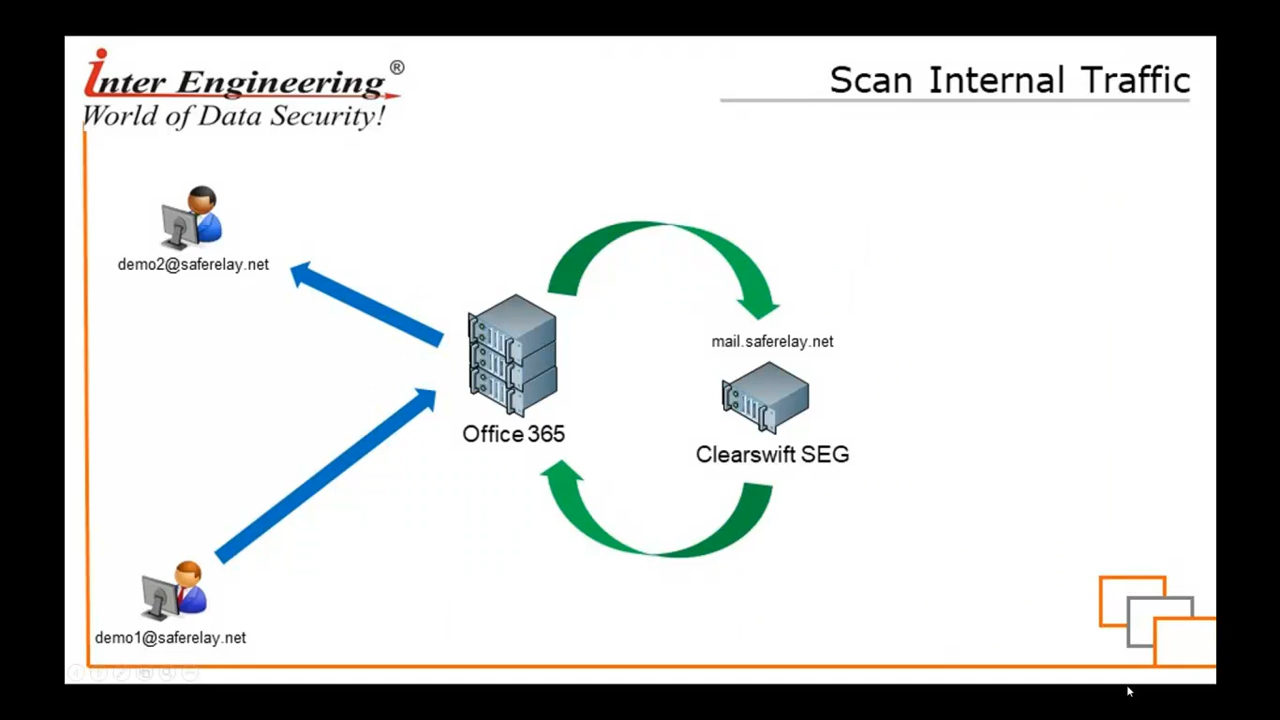 Inter Engineering®
World of Data Security!
Scan Internal Traffic
demo2@saferelay.net
mail.saferelay.net
Office 365
Clearswift SEG
demo1@saferelay.net